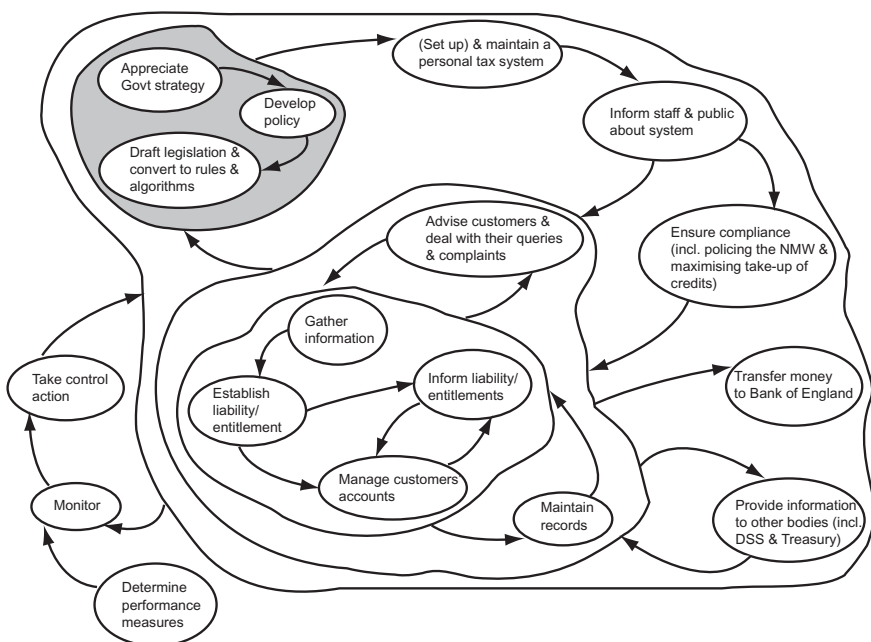 (Set up) & maintain a
personal tax system
Appreciate
Govt strategy
Develop
policy
Draft legislation &
convert to rules &
algorithms
Inform staff & public
about system
Advise customers &
deal with their queries
& complaints
Ensure compliance
(incl. policing the NMW &
maximising take-up of
credits)
Gather
information
Take control
action
Establish
liability/
entitlement
Inform liability/
entitlements
Transfer money
to Bank of England
Manage customers
accounts
Monitor
Maintain
records
Provide information
to other bodies (incl.
DSS & Treasury)
Determine
performance
measures